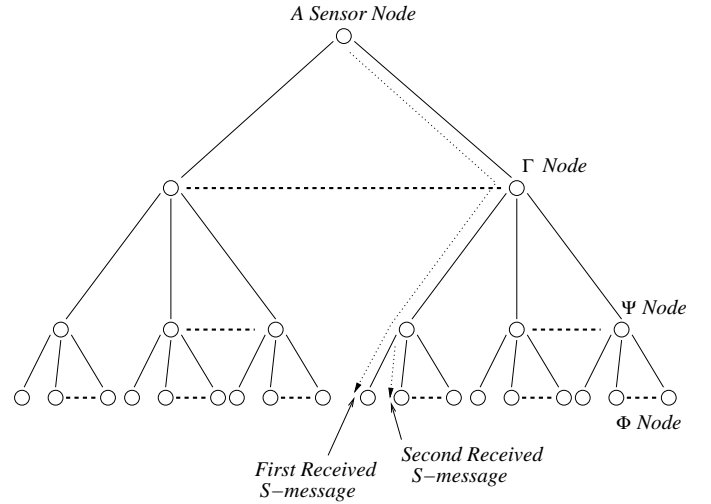 A Sensor Node
Γ Node
Ψ Node
Φ Node
First Received
S−message
Second Received
S−message